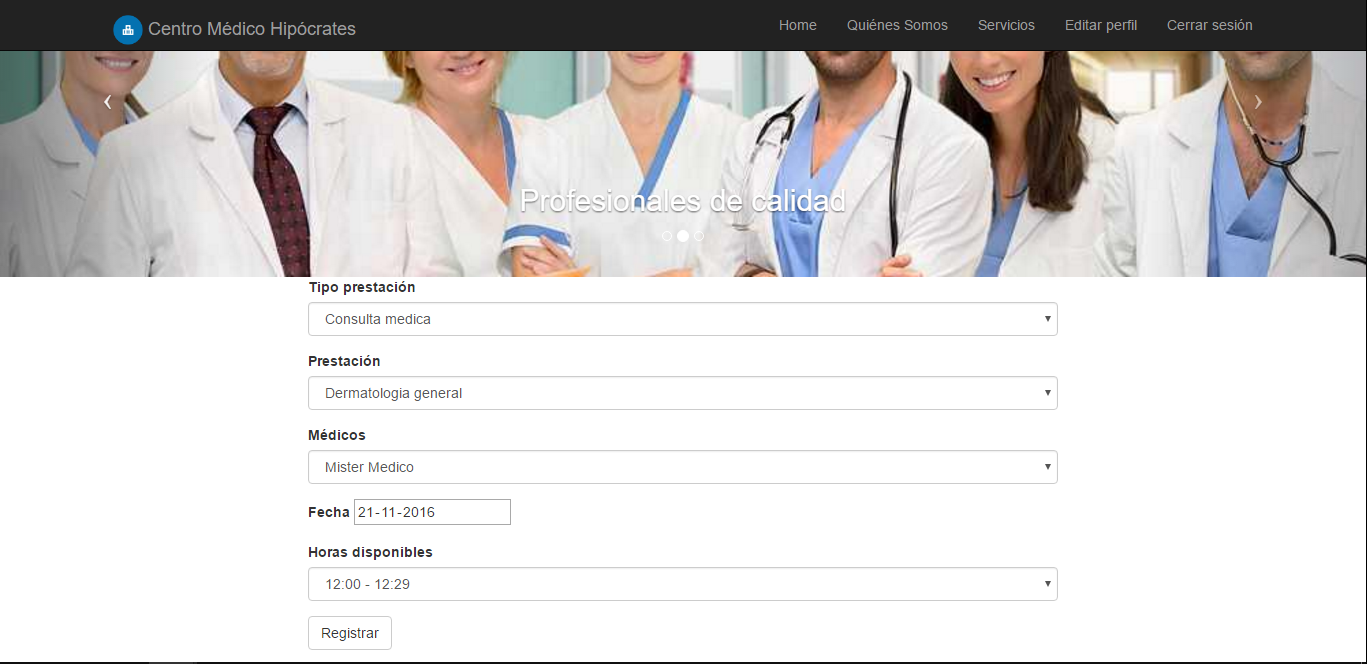 Centro Médico Hipócrates
Home
Quiénes Somos
Servicios
Editar perfil
Cerrar sesión
Profesionales de calidad
Tipo prestación
Consulta medica
Prestación
Dermatologia general
Médicos
Mister Medico
Fecha 21-11-2016
Horas disponibles
12:00 - 12:29
Registrar